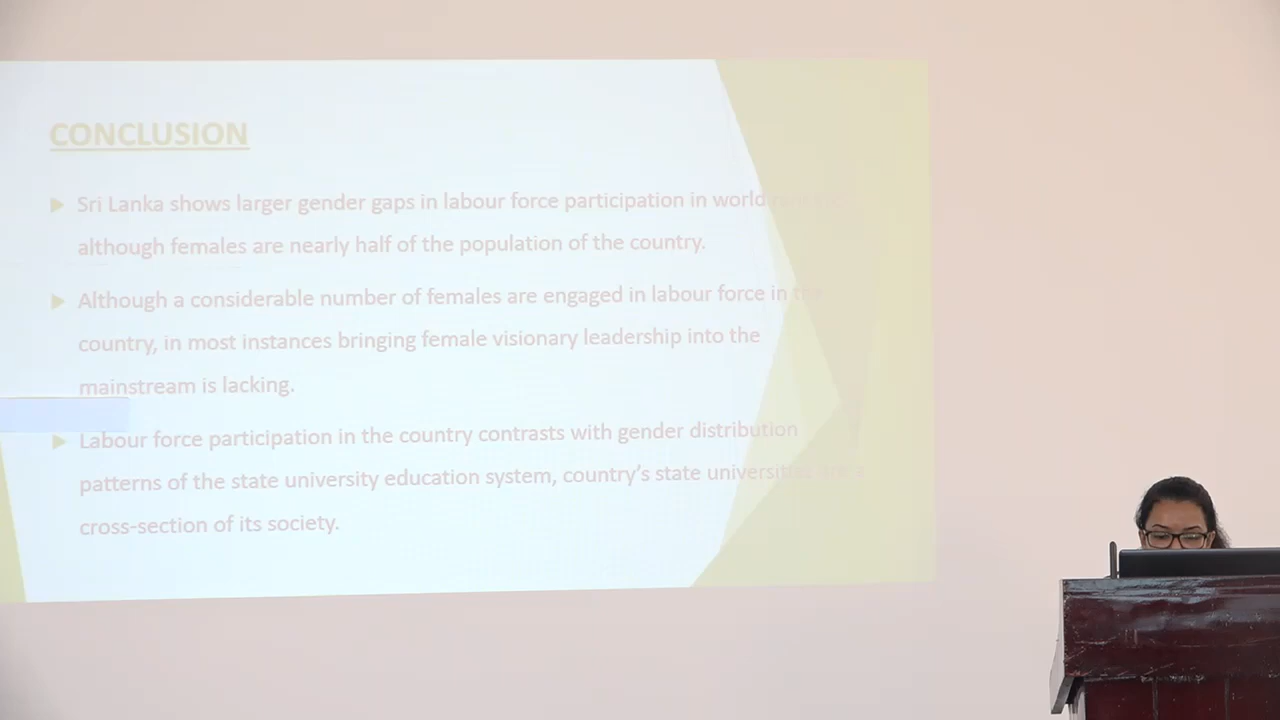 CONCLUSION
Sri Lanka shows larger gender gaps in labour force participation in world
although females are nearly half of the population of the country.
Although a considerable number of females are engaged in labour force in the
country, in most instances bringing female visionary leadership into the
mainstream is lacking.
Labour force participation in the country contrasts with gender distribution
patterns of the state university education system, country's state universities are a
cross-section of its society.